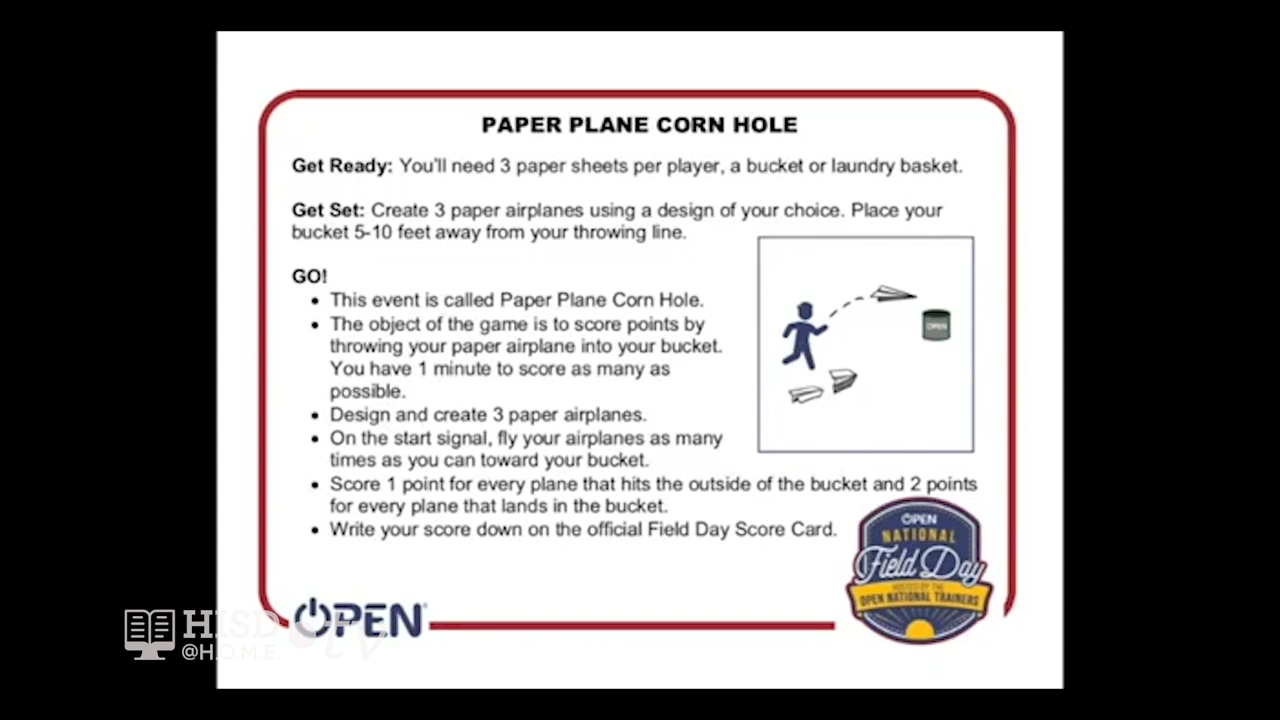 PAPER PLANE CORN HOLE
Get Ready: You'll need 3 paper sheets per player, a bucket or laundry basket.
Get Set: Create 3 paper airplanes using a design of your choice. Place your
bucket 5-10 feet away from your throwing line.
GO!
• This event is called Paper Plane Corn Hole.
• The object of the game is to score points by
throwing your paper airplane into your bucket.
You have 1 minute to score as many as
possible.
• Design and create 3 paper airplanes.
• On the start signal, fly your airplanes as many
times as you can toward your bucket.
• Score 1 point for every plane that hits the outside of the bucket and 2 points
for every plane that lands in the bucket.
• Write your score down on the official Field Day Score Card.
OPEN
OPEN
NATIONAL
Field Day
HOSTED BY THE
OPEN NATIONAL TRAINERS
OPEN
HISD
@H.O.M.E.
tv